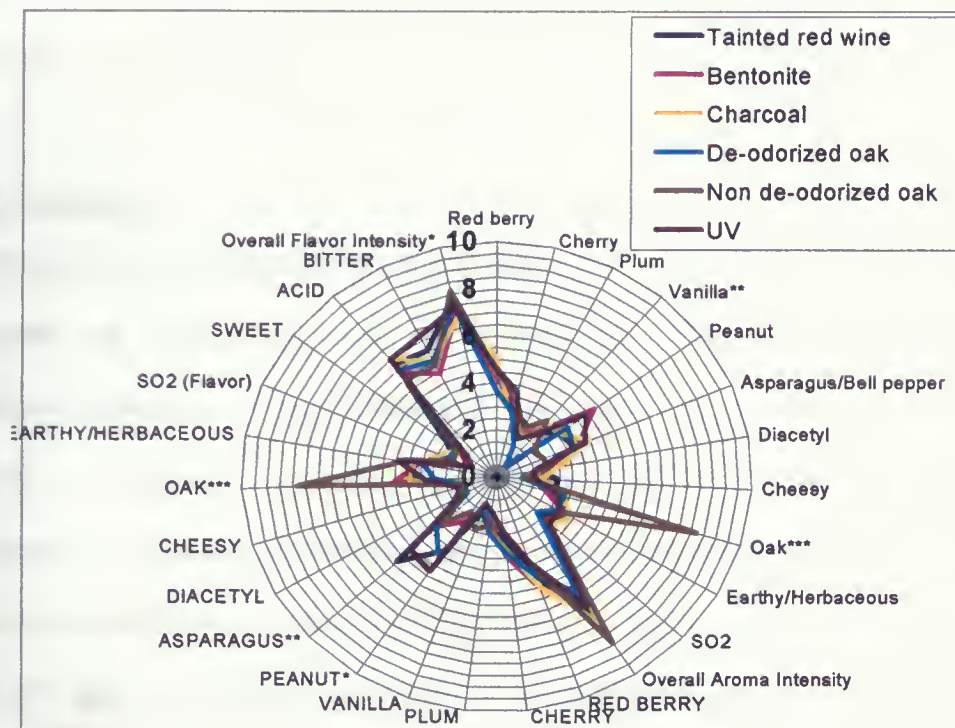 Tainted red wine
Bentonite
Charcoal
De-odorized oak
Non de-odorized oak
UV
Red berry
Overall Flavor Intensity*
10
Cherry
BITTER
Plum
ACID
8
Vanilla**
SWEET
6
Peanut
SO2 (Flavor)
4
Asparagus/Bell pepper
EARTHY/HERBACEOUS
2
Diacetyl
OAK***
0
Cheesy
CHEESY
Oak***
DIACETYL
Earthy/Herbaceous
ASPARAGUS**
SO2
PEANUT*
Overall Aroma Intensity
VANILLA
RED BERRY
PLUM
CHERRY